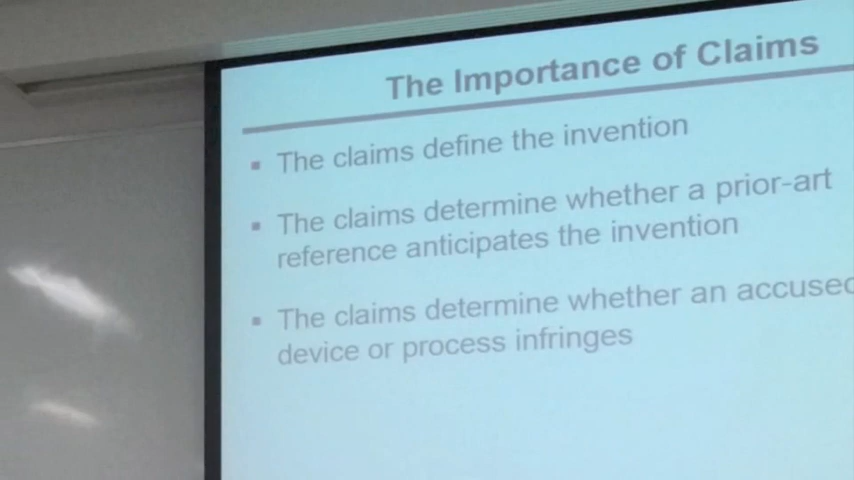 The Importance of Claims
▪ The claims define the invention
▪ The claims determine whether a prior-art
reference anticipates the invention
▪ The claims determine whether an accused
device or process infringes